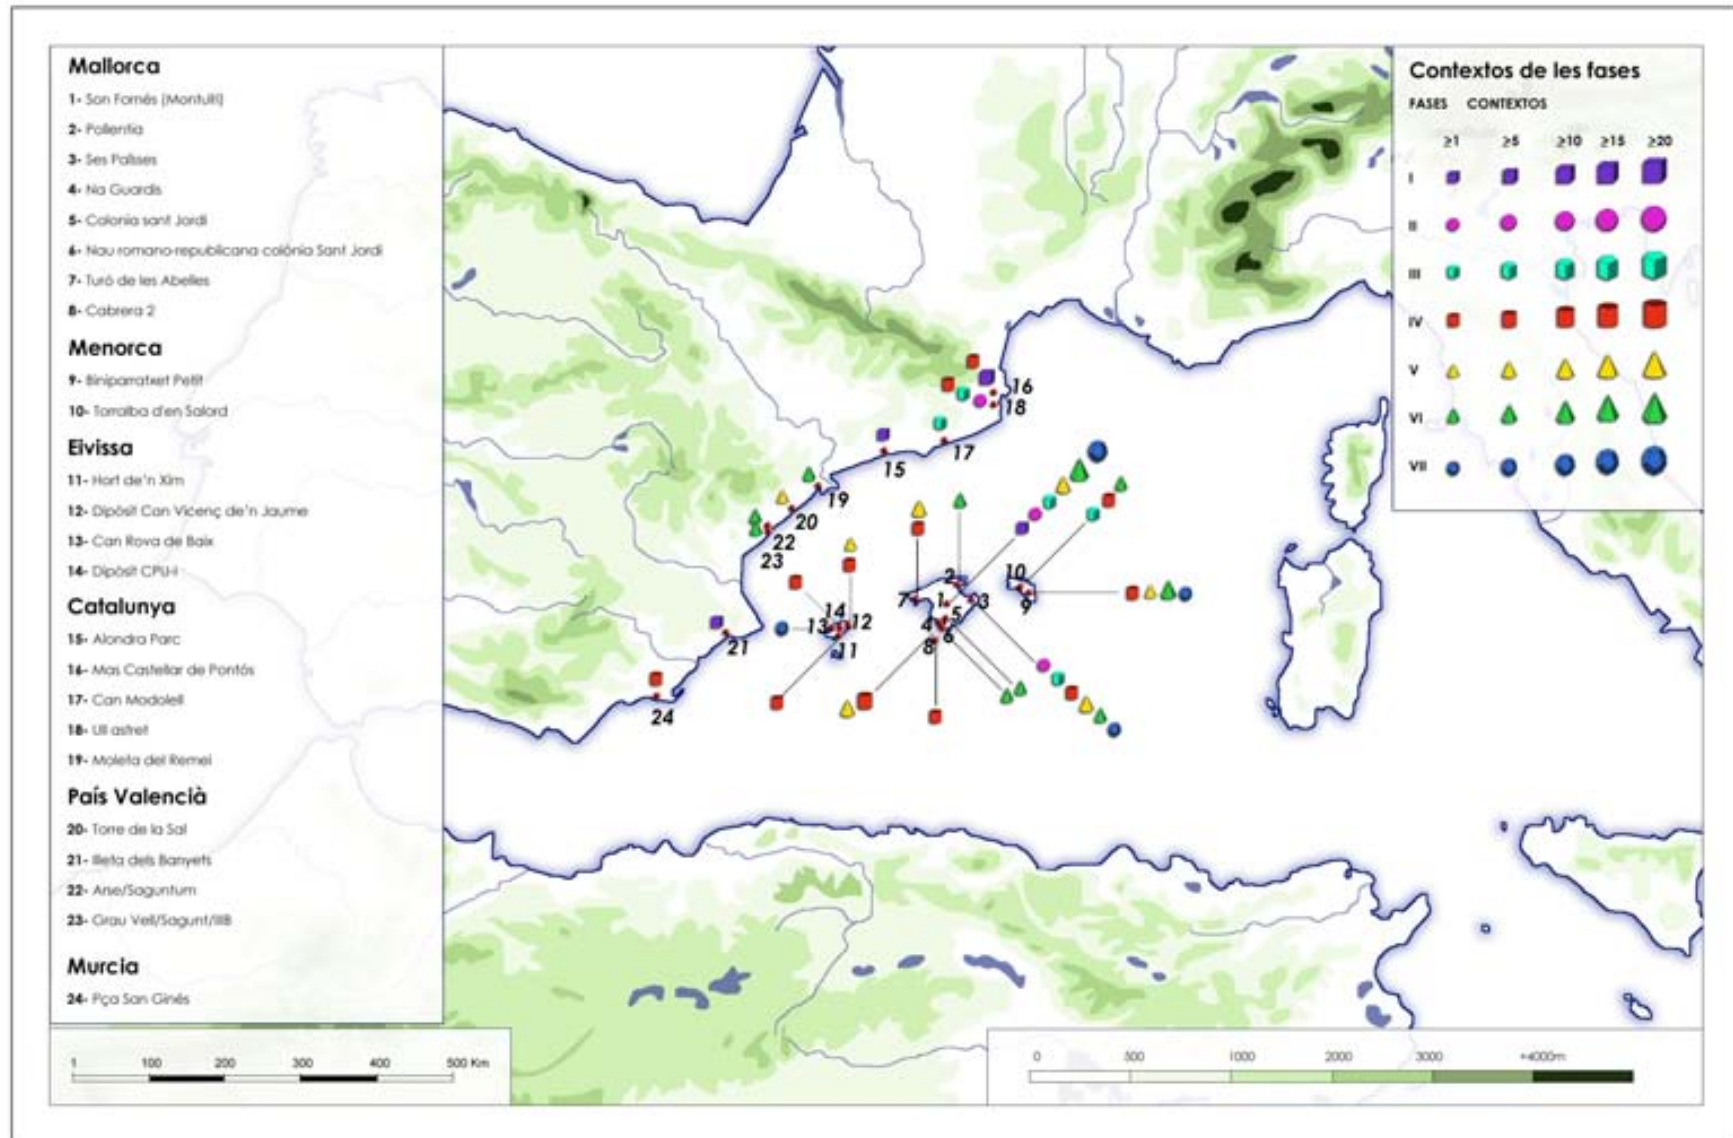 Mallorca
1- Son Fornés (Montuïri)
2- Pollentia
3- Ses Païsses
4- Na Guardis
5- Colonia sant Jordi
6- Nau romano-republicana colònia Sant Jordi
7- Turó de les Abelles
8- Cabrera 2
Menorca
9- Biniparratxet Petit
10- Torralba d'en Salord
Eivissa
11- Hort de'n Xim
12- Dipòsit Can Vicenç de'n Jaume
13- Can Rova de Baix
14- Dipòsit CPU-I
Catalunya
15- Alondra Parc
16- Mas Castellar de Pontós
17- Can Modolell
18- Ull astret
19- Moleta del Remei
País Valencià
20- Torre de la Sal
21- Illeta dels Banyets
22- Arse/Saguntum
23- Grau Vell/Sagunt/IIIB
Murcia
24- Pça San Ginés
Contextos de les fases
FASES CONTEXTOS
≥1 ≥5 ≥10 ≥15 ≥20
I
II
III
IV
V
VI
VII
16
18
17
15
19
20
22
23
21
24
14
13 12
11
2
7 1 3
5
4
6
8
10
9
1 100 200 300 400 500 Km
0 500 1000 2000 3000 +4000m